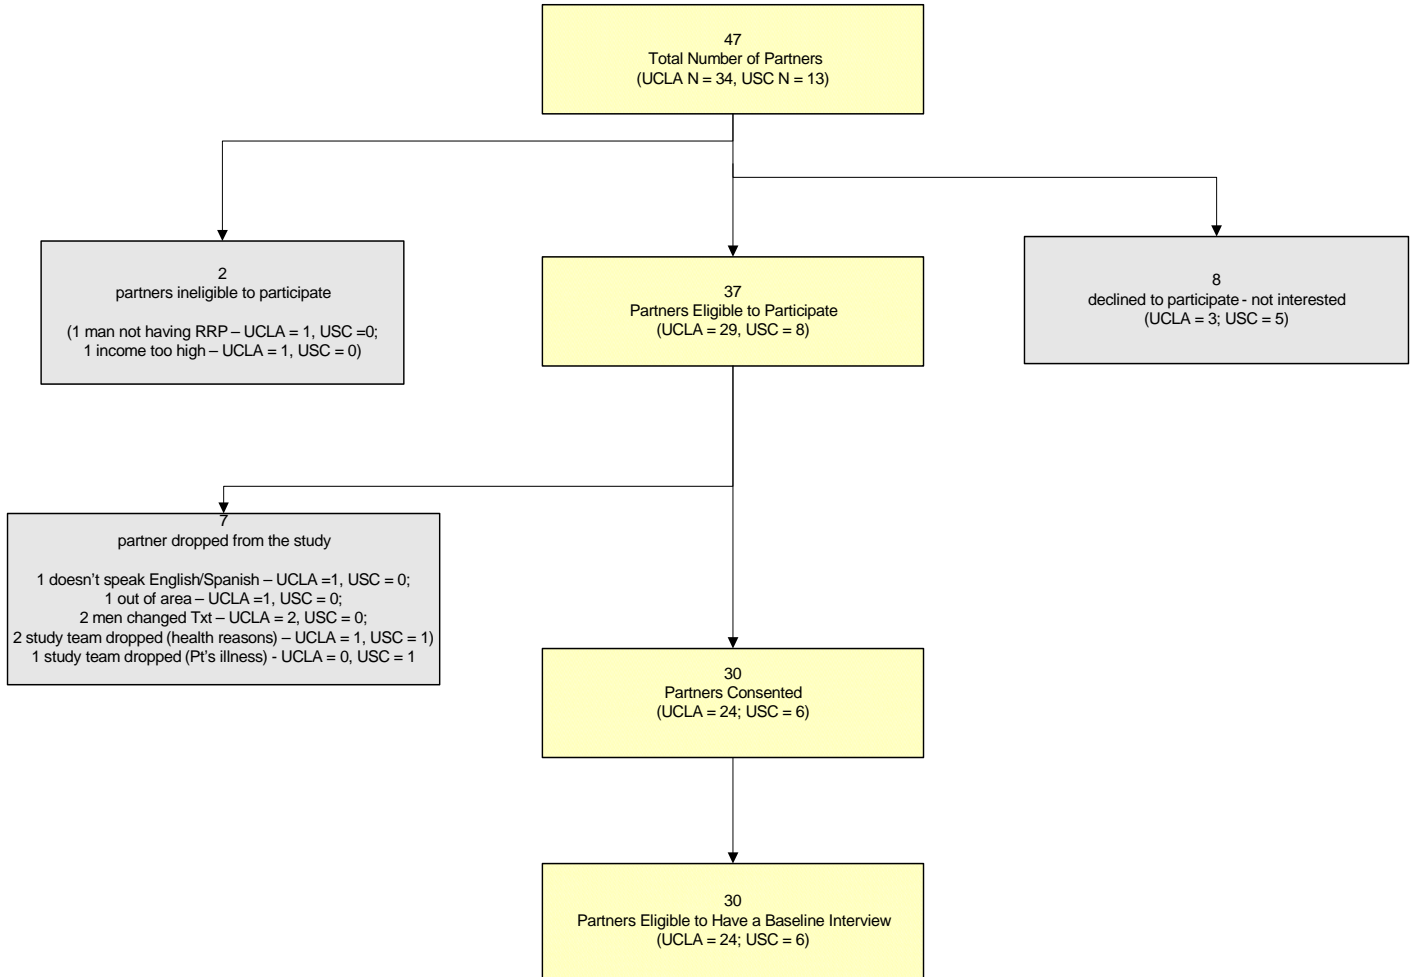 47
Total Number of Partners
(UCLA N = 34, USC N = 13)
2
partners ineligible to participate
(1 man not having RRP – UCLA = 1, USC =0;
1 income too high – UCLA = 1, USC = 0)
37
Partners Eligible to Participate
(UCLA = 29, USC = 8)
8
declined to participate - not interested
(UCLA = 3; USC = 5)
7
partner dropped from the study
1 doesn’t speak English/Spanish – UCLA =1, USC = 0;
1 out of area – UCLA =1, USC = 0;
2 men changed Txt – UCLA = 2, USC = 0;
2 study team dropped (health reasons) – UCLA = 1, USC = 1)
1 study team dropped (Pt’s illness) - UCLA = 0, USC = 1
30
Partners Consented
(UCLA = 24; USC = 6)
30
Partners Eligible to Have a Baseline Interview
(UCLA = 24; USC = 6)